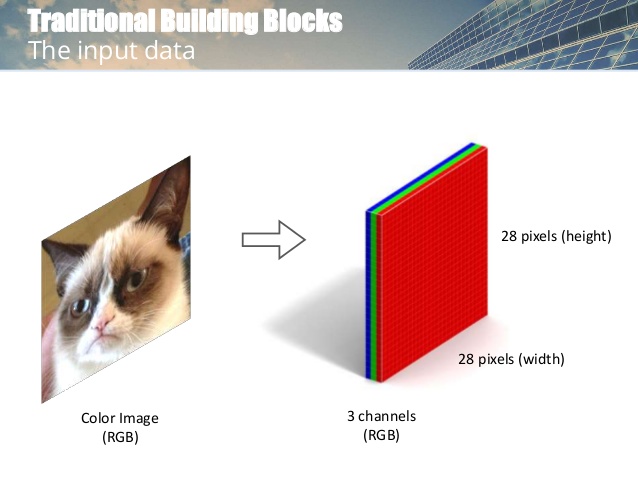 Traditional Building Blocks
The input data
28 pixels (height)
28 pixels (width)
Color Image
(RGB)
3 channels
(RGB)